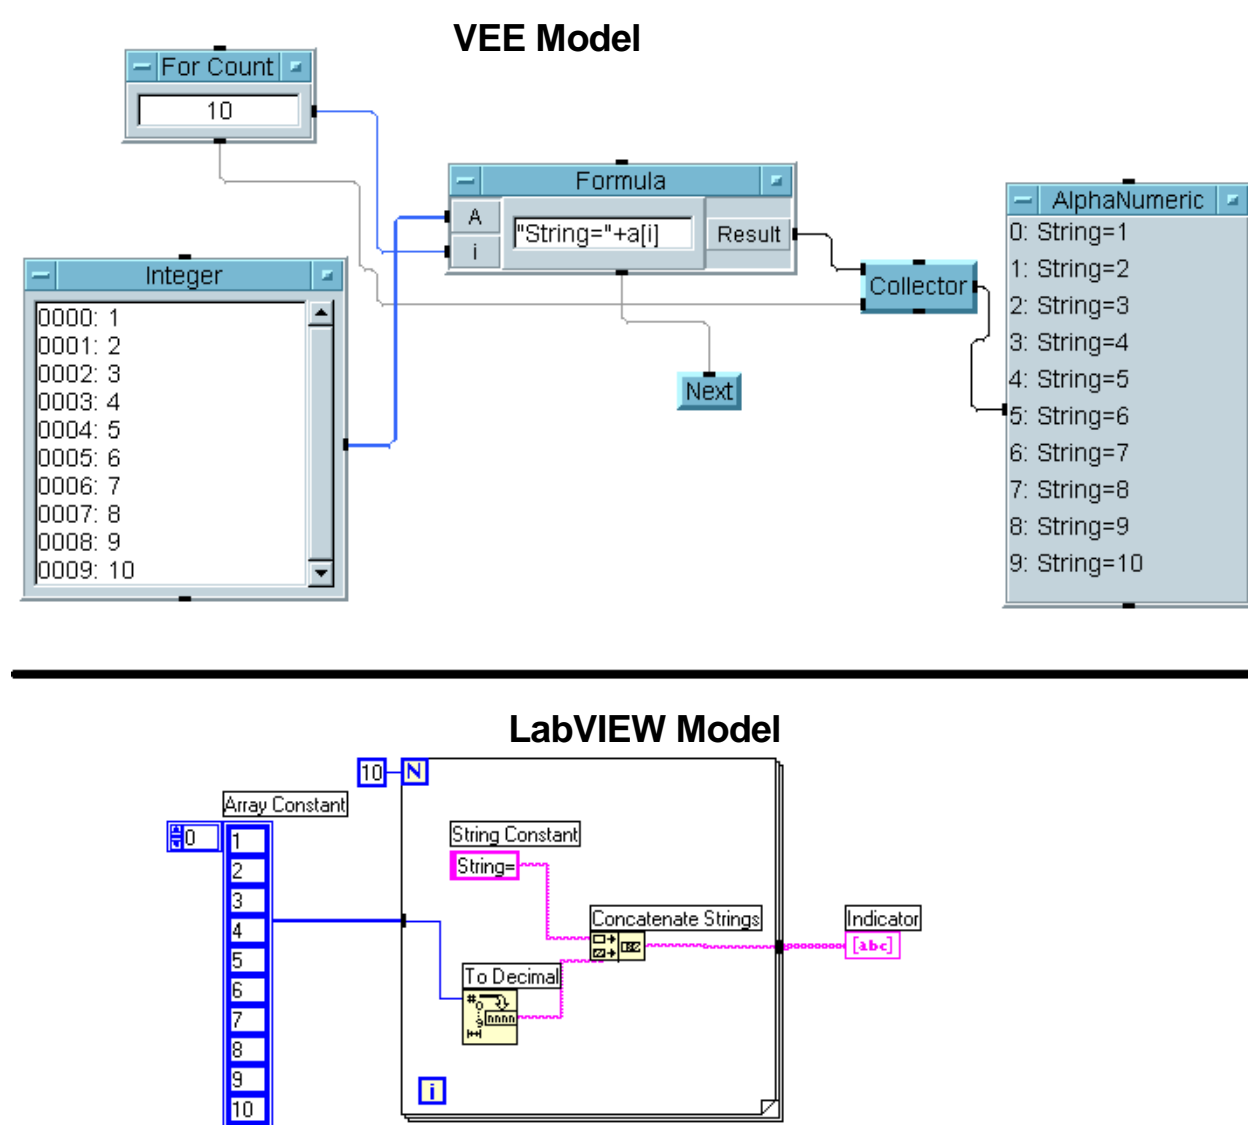 VEE Model
For Count
10
Formula
A
"String="+a[i]
Result
i
Integer
0000: 1
0001: 2
0002: 3
0003: 4
0004: 5
0005: 6
0006: 7
0007: 8
0008: 9
0009: 10
Next
Collector
AlphaNumeric
0: String=1
1: String=2
2: String=3
3: String=4
4: String=5
5: String=6
6: String=7
7: String=8
8: String=9
9: String=10
LabVIEW Model
10 N
Array Constant
0
1
2
3
4
5
6
7
8
9
10
String Constant
String=
Concatenate Strings
To Decimal
#
0
9
nnnn
i
Indicator
[abc]